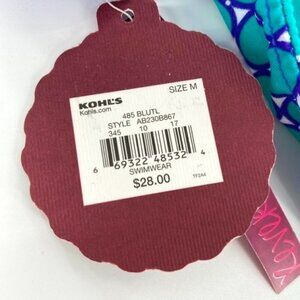 KOHL'S
Kohls.com
SIZE M
485 BLUTL
STYLE AB230B867
345 10 17
6 69322 48532 4
SWIMWEAR
$28.00